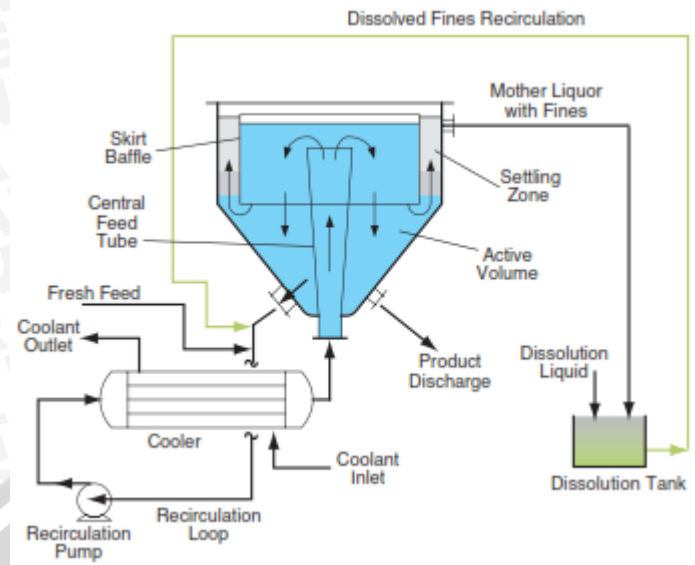 Dissolved Fines Recirculation
Mother Liquor
with Fines
Skirt
Baffle
Settling
Zone
Central
Feed
Tube
Active
Volume
Fresh Feed
Coolant
Outlet
Product
Discharge
Dissolution
Liquid
Cooler
Coolant
Inlet
Dissolution Tank
Recirculation
Loop
Recirculation
Pump